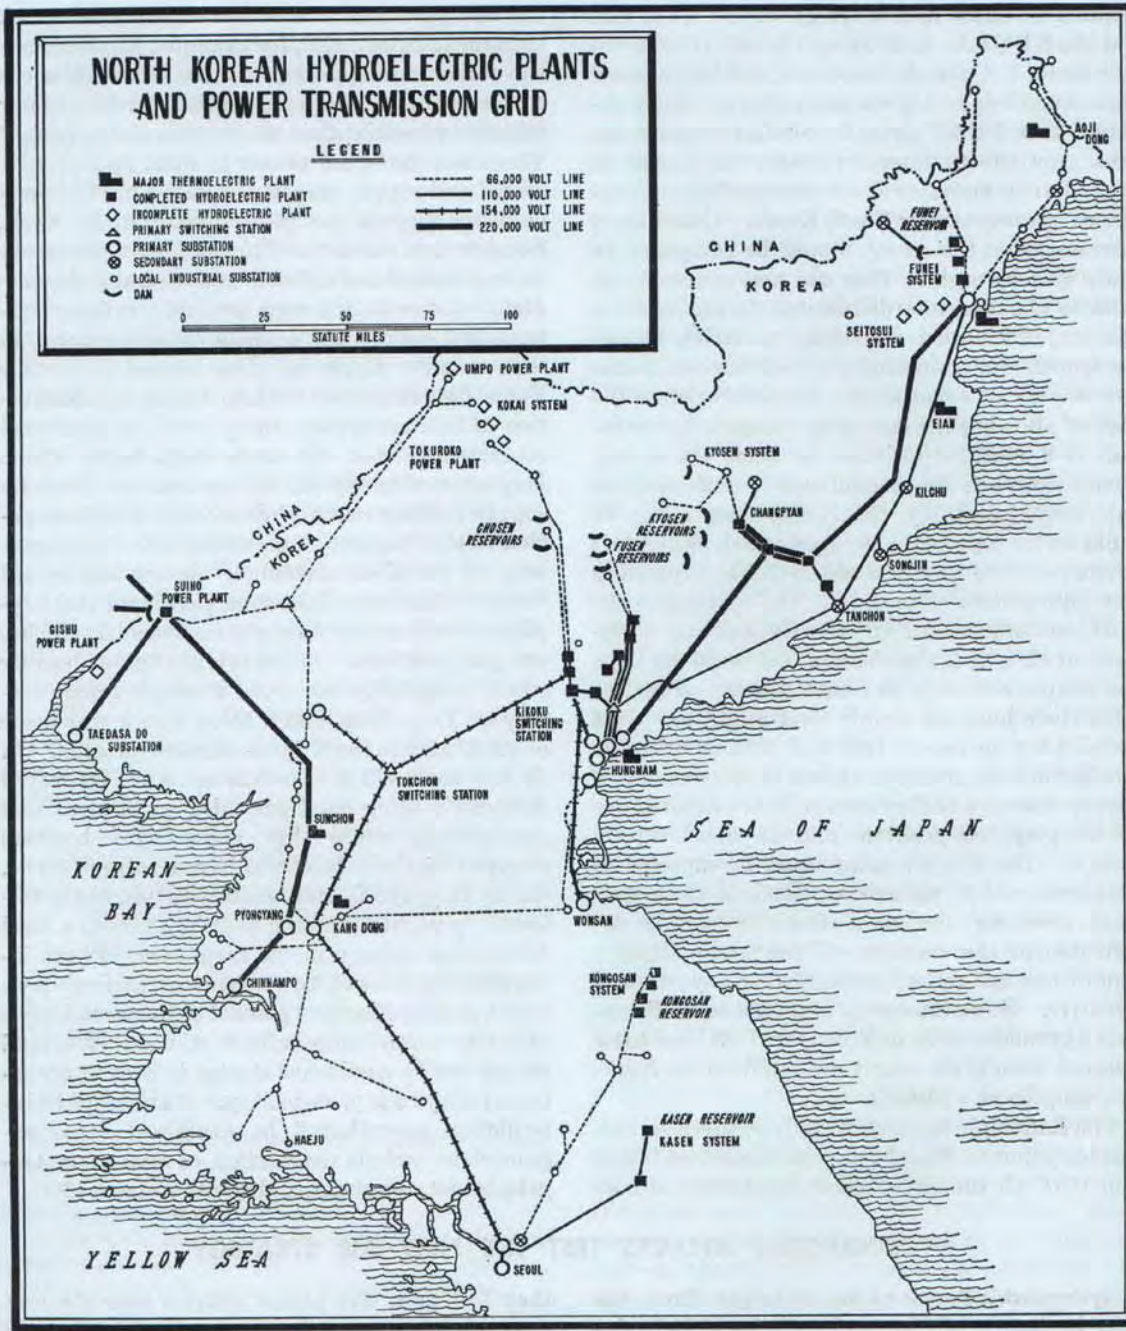 NORTH KOREAN HYDROELECTRIC PLANTS
AND POWER TRANSMISSION GRID
LEGEND
MAJOR THERMOELECTRIC PLANT
COMPLETED HYDROELECTRIC PLANT
INCOMPLETE HYDROELECTRIC PLANT
PRIMARY SWITCHING STATION
PRIMARY SUBSTATION
SECONDARY SUBSTATION
LOCAL INDUSTRIAL SUBSTATION
DAN
66,000 VOLT LINE
110,000 VOLT LINE
154,000 VOLT LINE
220,000 VOLT LINE
0 25 50 75 100
STATUTE MILES
AOJI
DONG
FUNEI
RESERVOIR
CHINA
KOREA
FUNEI
SYSTEM
SEITOSUI
SYSTEM
UMPO POWER PLANT
KOKAI SYSTEM
TOKUROKO
POWER PLANT
EIAN
KYOSEN SYSTEM
KILCHU
CHANGPYAN
CHOSEN
RESERVOIRS
KYOSEN
RESERVOIRS
FUSEN
RESERVOIRS
CHINA
KOREA
SONGJIN
SUIHO
POWER PLANT
TANCHON
GISHU
POWER PLANT
KIKOKU
SWITCHING
STATION
TAEDASA DO
SUBSTATION
HUNGNAM
TOKCHON
SWITCHING STATION
SUNCHON
SEA OF JAPAN
KOREAN
BAY
PYONGYANG
KANG DONG
WONSAN
CHINNAMPO
KONGOSAN
SYSTEM
KONGOSAN
RESERVOIR
KASEN RESERVOIR
KASEN SYSTEM
HAEJU
YELLOW SEA
SEOUL